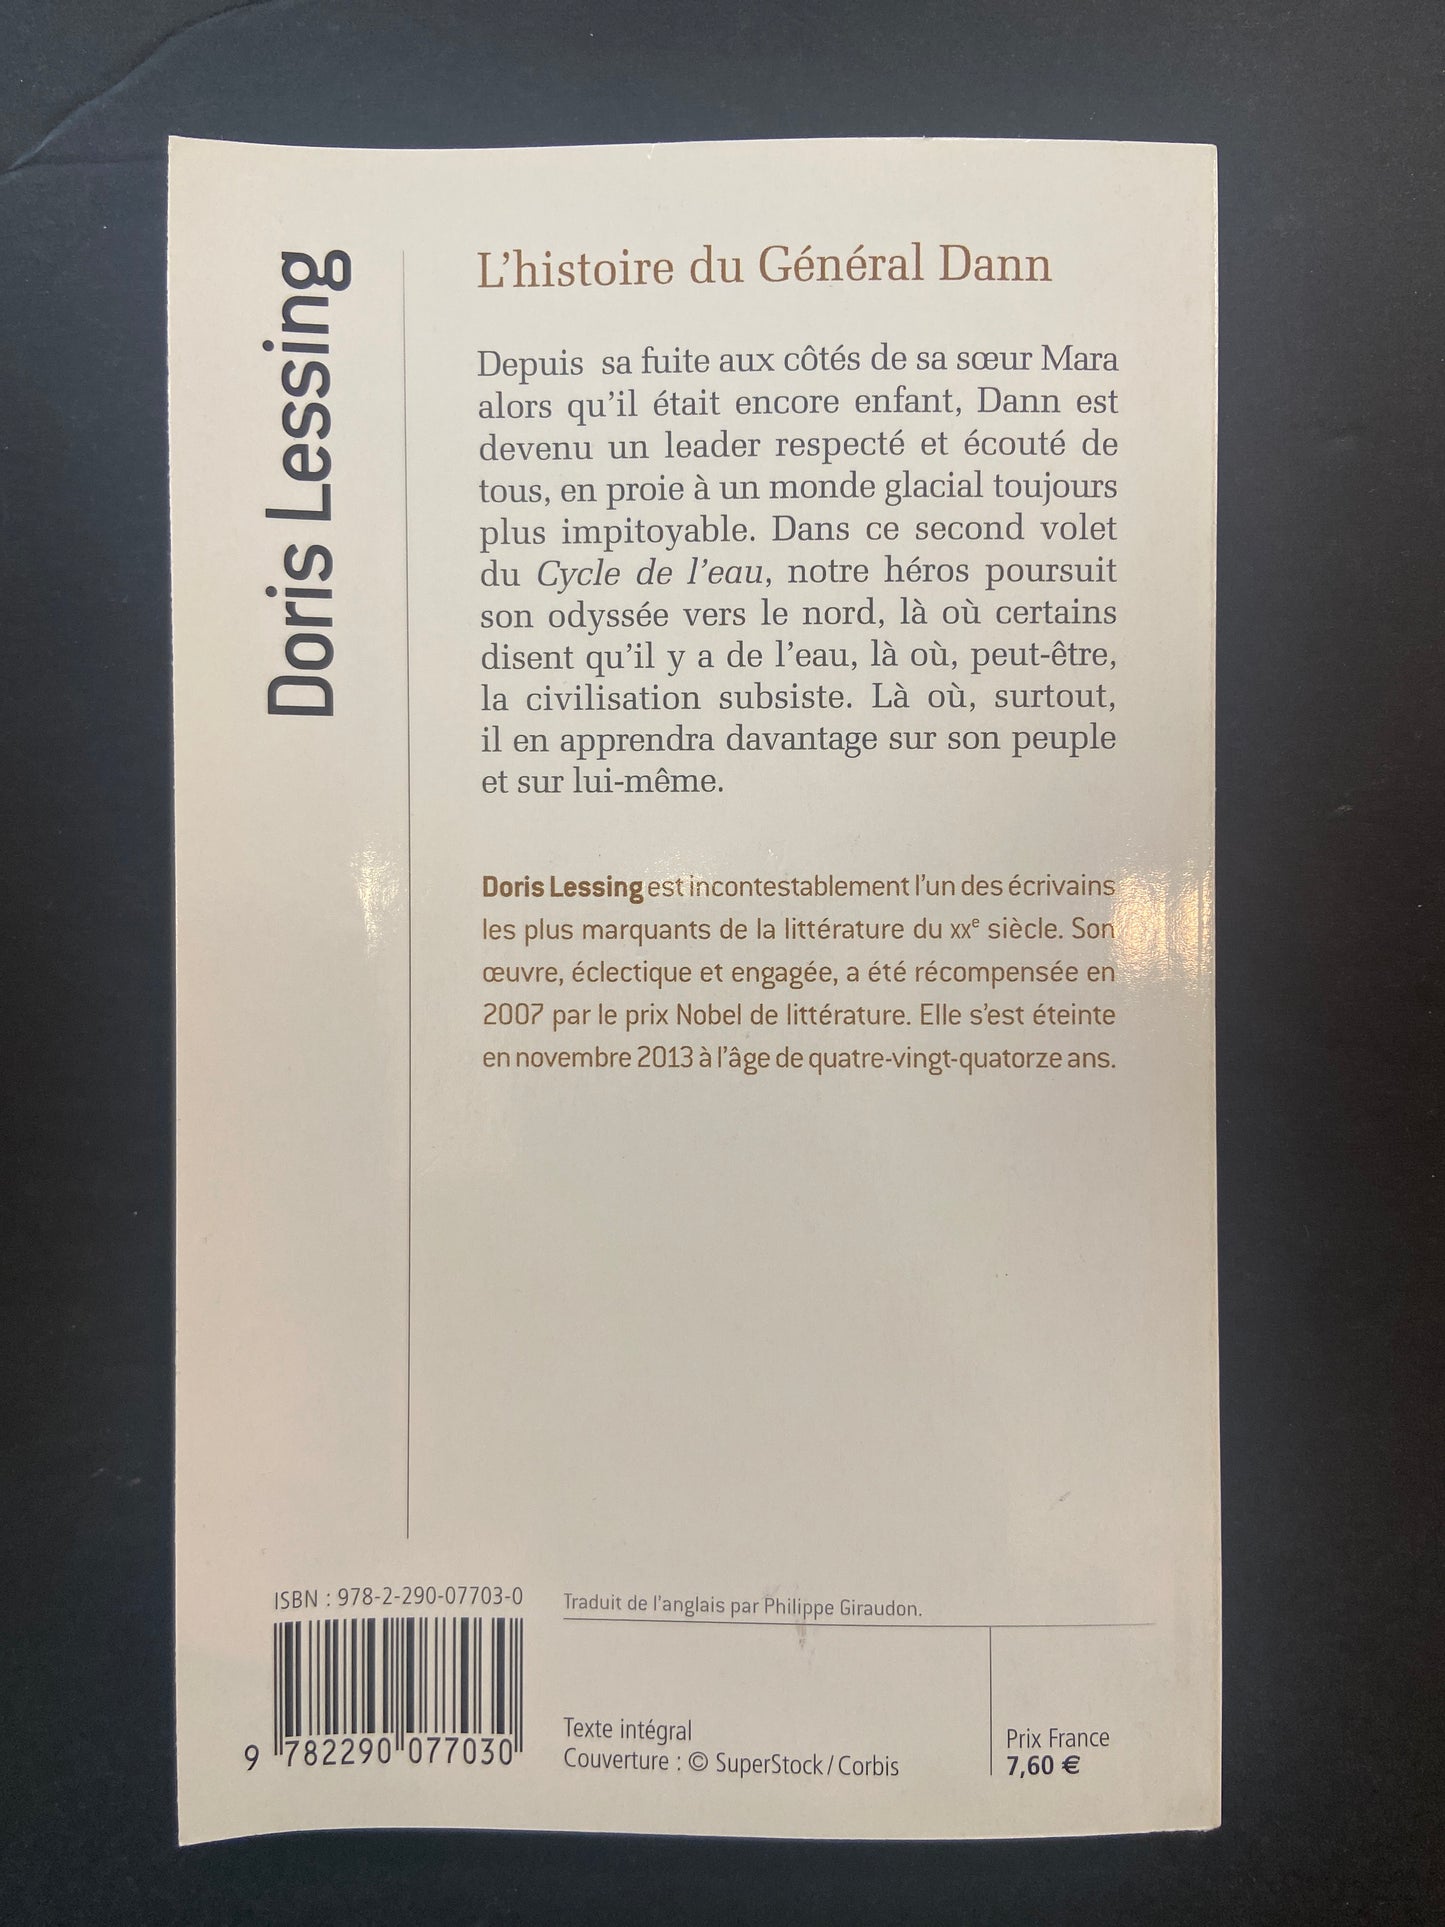 Doris Lessing
L’histoire du Général Dann
Depuis sa fuite aux côtés de sa sœur Mara
alors qu’il était encore enfant, Dann est
devenu un leader respecté et écouté de
tous, en proie à un monde glacial toujours
plus impitoyable. Dans ce second volet
du Cycle de l’eau, notre héros poursuit
son odyssée vers le nord, là où certains
disent qu’il y a de l’eau, là où, peut-être,
la civilisation subsiste. Là où, surtout,
il en apprendra davantage sur son peuple
et sur lui-même.
Doris Lessing est incontestablement l’un des écrivains
les plus marquants de la littérature du XXe siècle. Son
œuvre, éclectique et engagée, a été récompensée en
2007 par le prix Nobel de littérature. Elle s’est éteinte
en novembre 2013 à l’âge de quatre-vingt-quatorze ans.
ISBN : 978-2-290-07703-0
9 782290 077030
Traduit de l’anglais par Philippe Giraudon.
Texte intégral
Couverture : © SuperStock / Corbis
Prix France
7,60 €